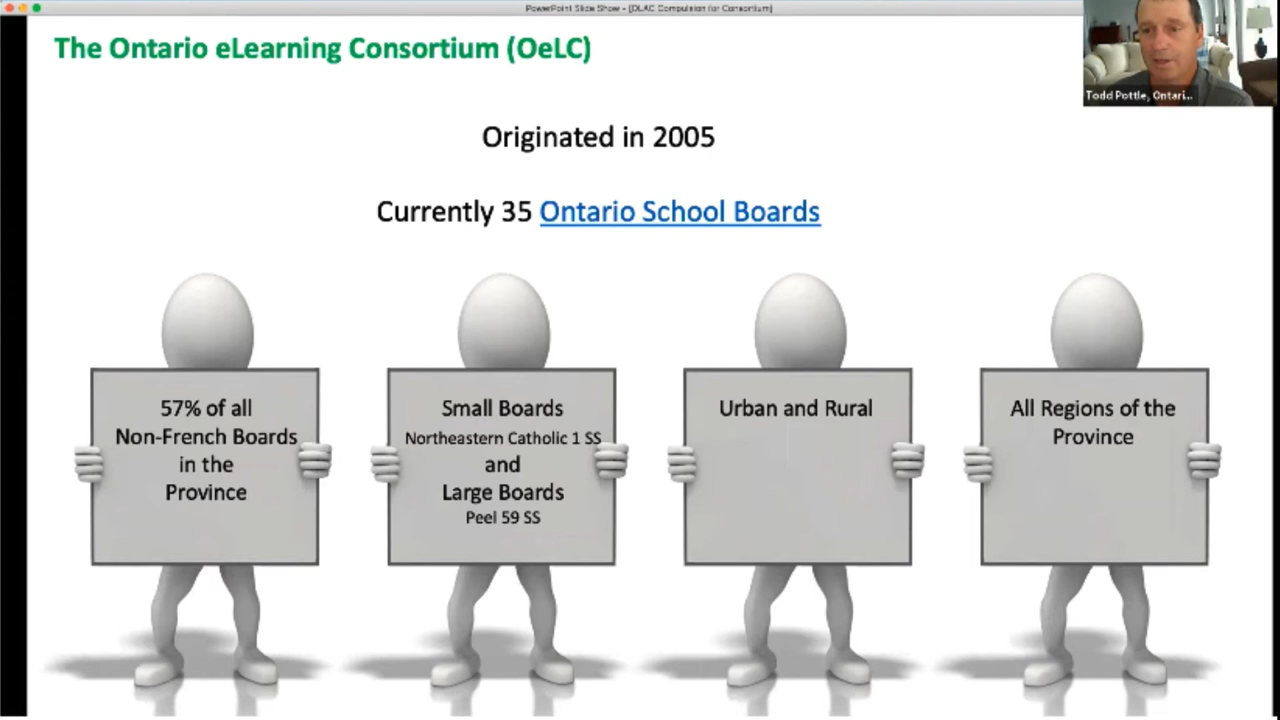 PowerPoint Slide Show - [DLAC Compulsion for Consortium]
The Ontario eLearning Consortium (OeLC)
Todd Pottle, Ontari...
Originated in 2005
Currently 35 Ontario School Boards
57% of all
Non-French Boards
in the
Province
Small Boards
Northeastern Catholic 1 SS
and
Large Boards
Peel 59 SS
Urban and Rural
All Regions of the
Province